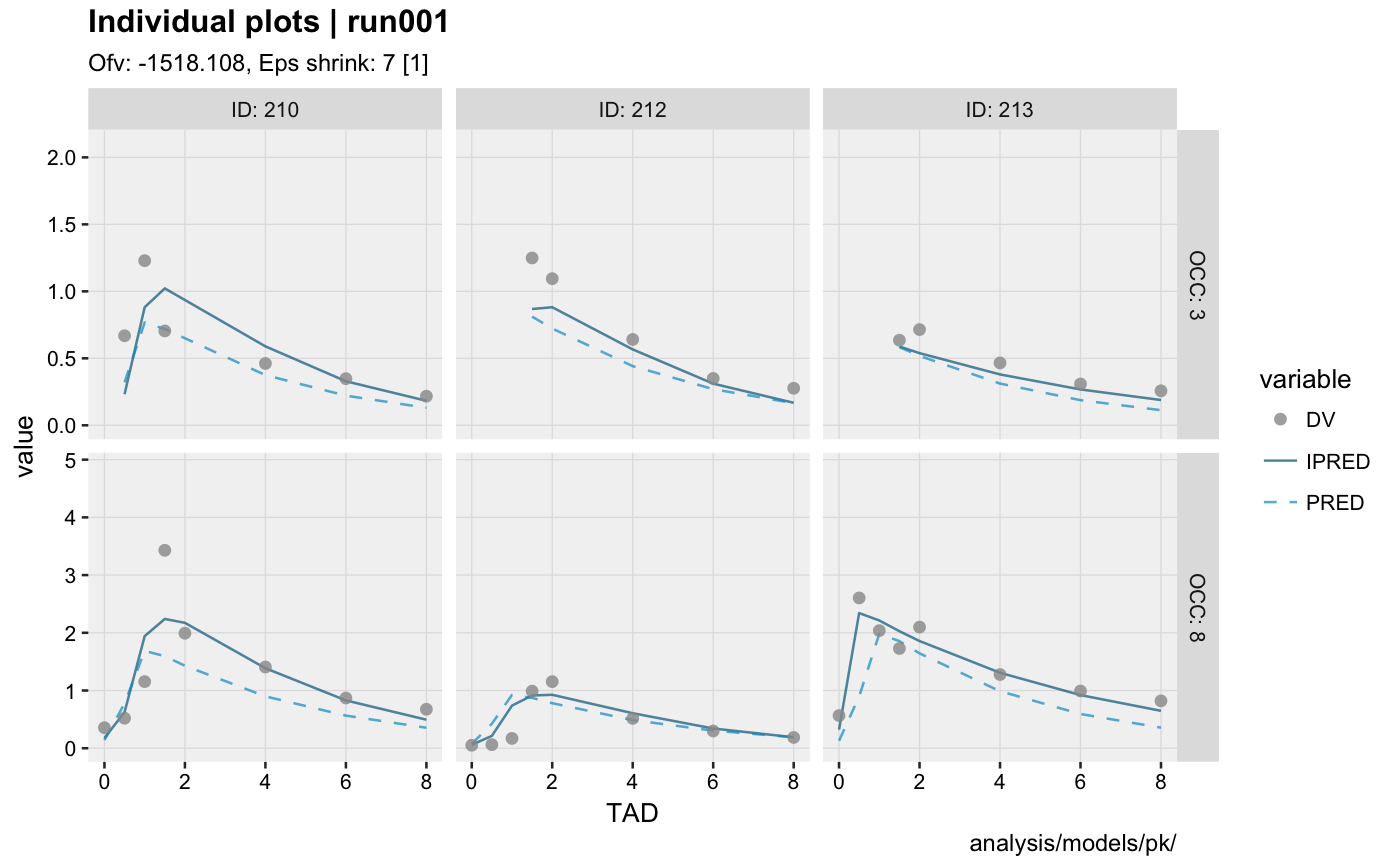 Individual plots | run001
Ofv: -1518.108, Eps shrink: 7 [1]
ID: 210
ID: 212
ID: 213
2.0
1.5
1.0
0.5
0.0
OCC: 3
value
5
4
3
2
1
0
OCC: 8
0 2 4 6 8
0 2 4 6 8
0 2 4 6 8
TAD
variable
DV
IPRED
PRED
analysis/models/pk/